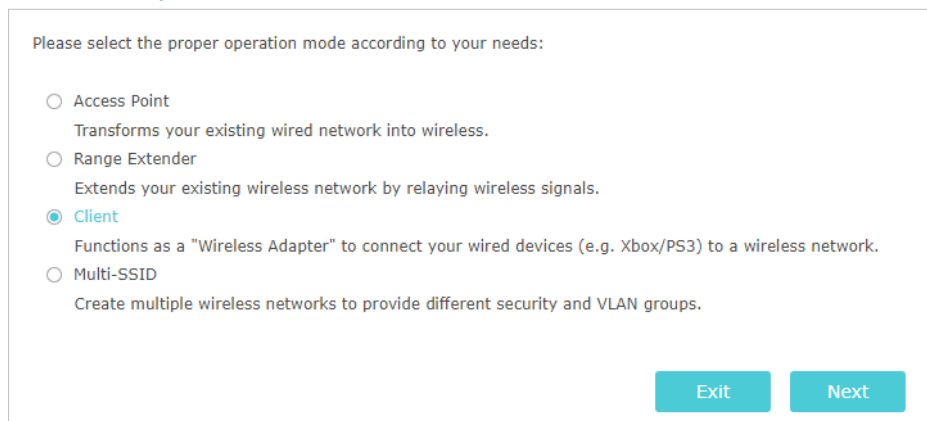 Please select the proper operation mode according to your needs:
Access Point
Transforms your existing wired network into wireless.
Range Extender
Extends your existing wireless network by relaying wireless signals.
Client
Functions as a "Wireless Adapter" to connect your wired devices (e.g. Xbox/PS3) to a wireless network.
Multi-SSID
Create multiple wireless networks to provide different security and VLAN groups.
Exit Next